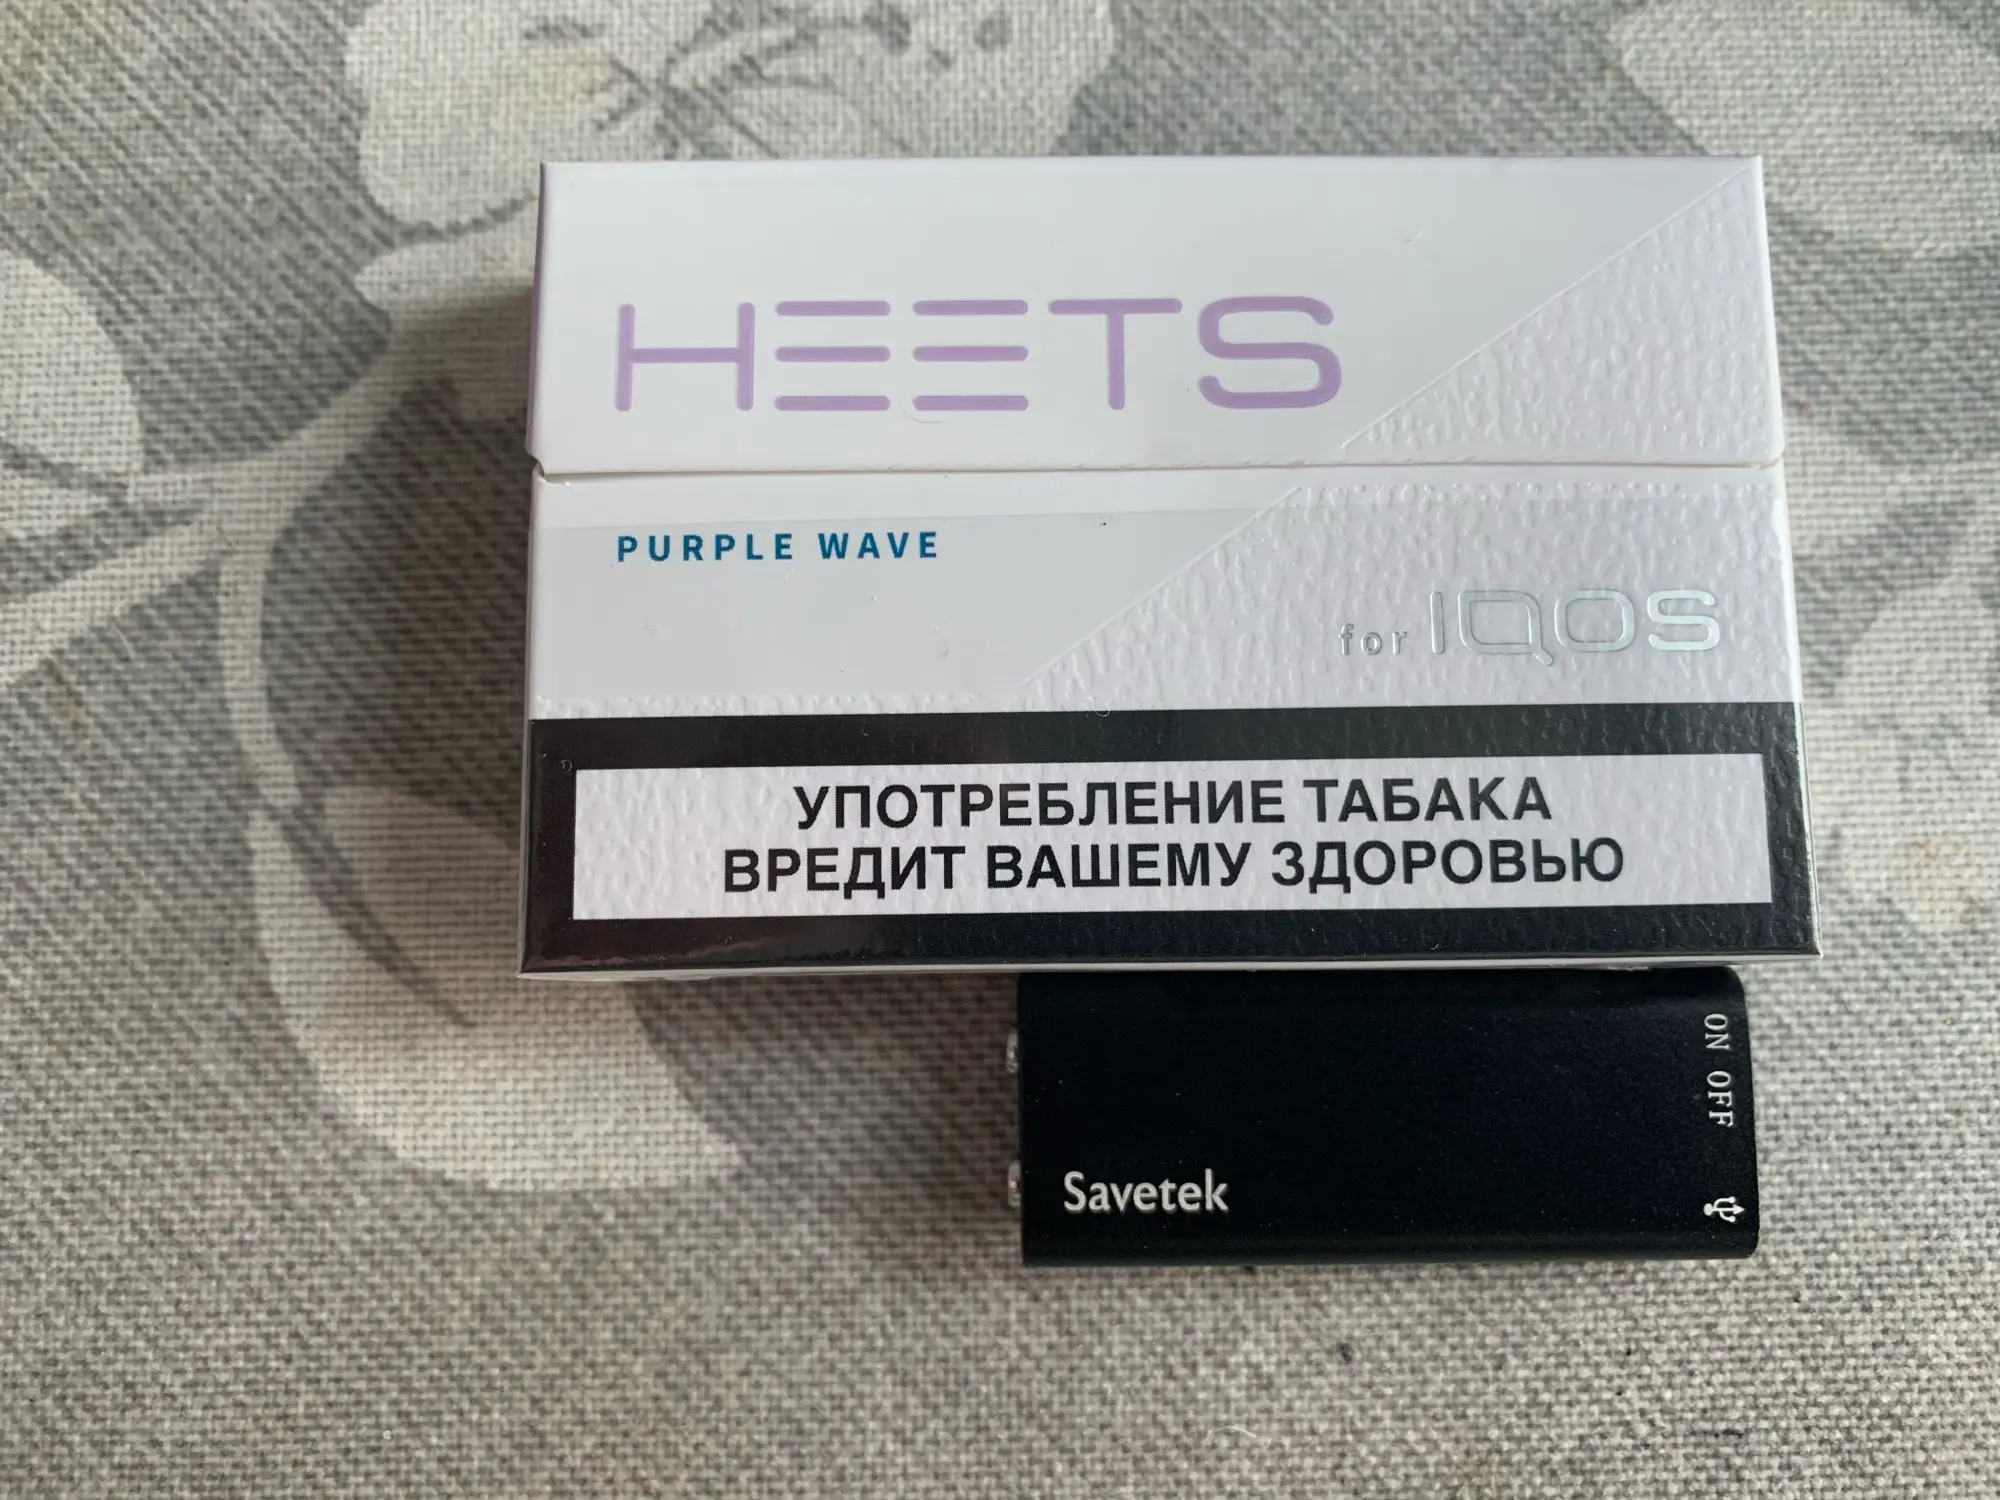 HEETS
PURPLE WAVE
for IQOS
УПОТРЕБЛЕНИЕ ТАБАКА
ВРЕДИТ ВАШЕМУ ЗДОРОВЬЮ
ON OFF
Savetek